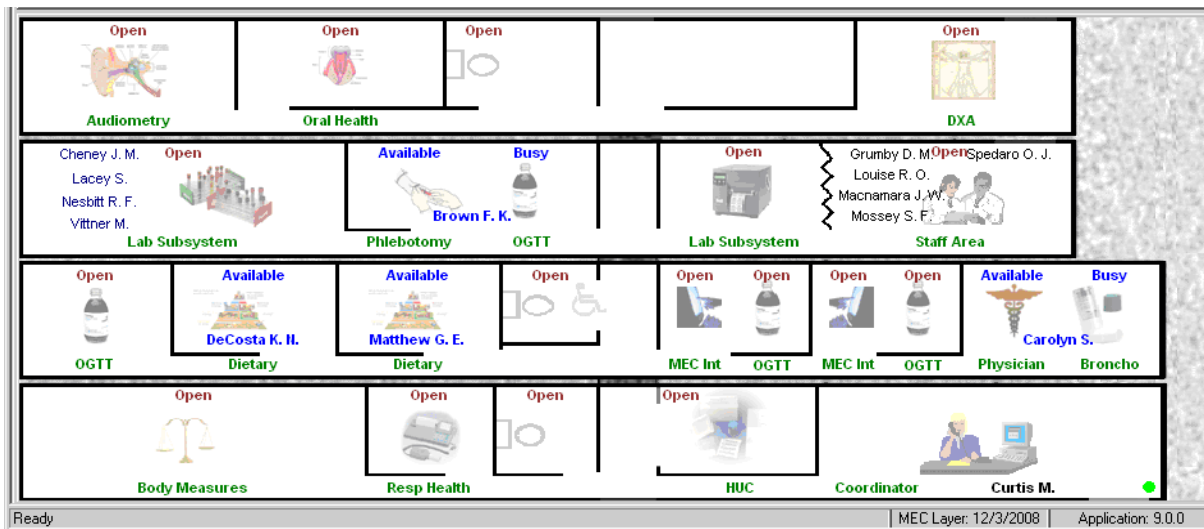 Open Open Open Open
Audiometry Oral Health DXA
Cheney J. M. Open Available Busy Open Grumby D. M. Open Spedaro O. J.
Lacey S. Louise R. O.
Nesbitt R. F. Macnamara J. W.
Vittner M. Brown F. K. Mossey S. F.
Lab Subsystem Phlebotomy OGTT Lab Subsystem Staff Area
Open Available Available Open Open Open Open Open Available Busy
DeCosta K. N. Matthew G. E. Carolyn S.
OGTT Dietary Dietary MEC Int OGTT MEC Int OGTT Physician Broncho
Open Open Open Open
Body Measures Resp Health HUC Coordinator Curtis M.
Ready MEC Layer: 12/3/2008 Application: 9.0.0